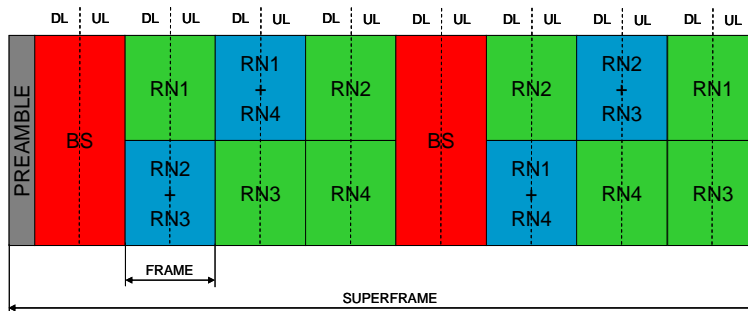 DL UL DL UL DL UL DL UL DL UL DL UL DL UL DL UL
PREAMBLE
BS
RN1
RN2
+
RN3
RN1
+
RN4
RN3
RN2
RN4
BS
RN2
RN1
+
RN4
RN2
+
RN3
RN4
RN1
RN3
FRAME
SUPERFRAME